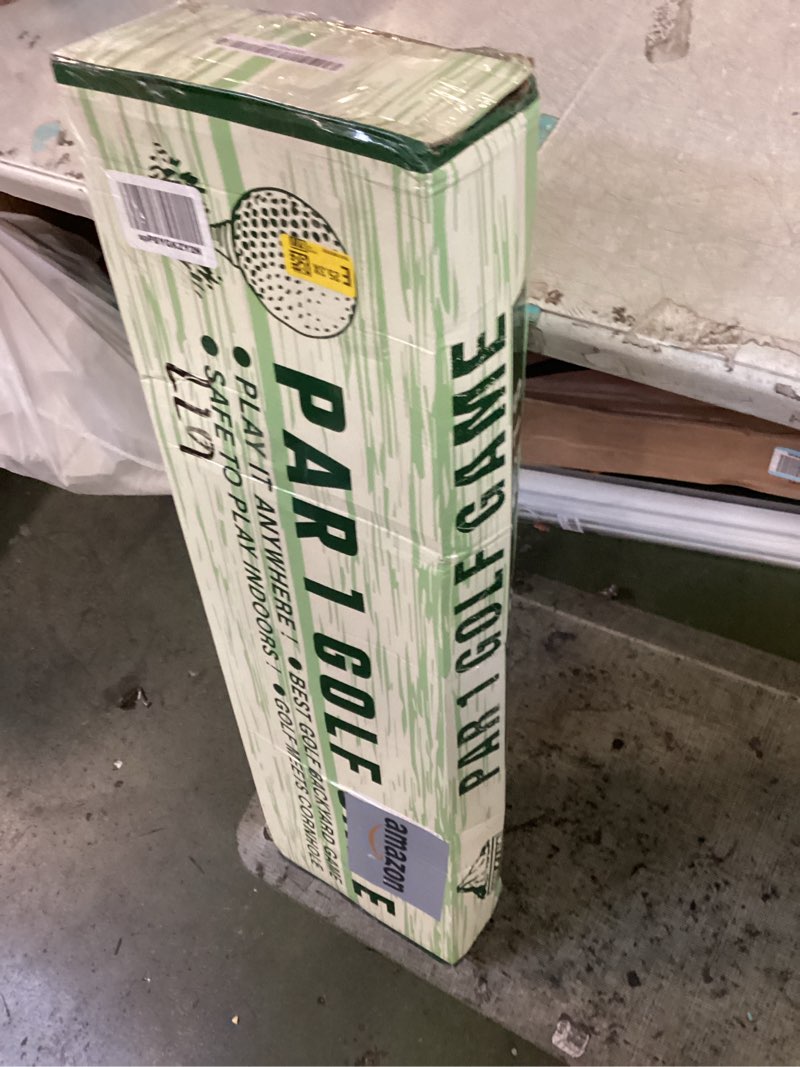 PAR 1 GOLF GAME
• PLAY IT ANYWHERE! • BEST GOLF BACKYARD GAME
• SAFE TO PLAY INDOORS! • GOLF MEETS CORNHOLE
amazon
PAR 1 GOLF GAME